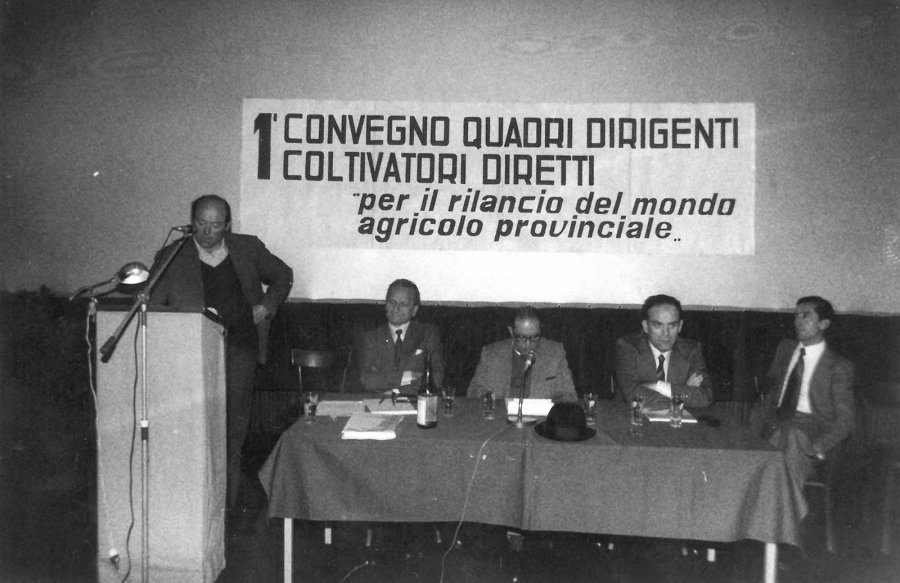 1° CONVEGNO QUADRI DIRIGENTI
COLTIVATORI DIRETTI
"per il rilancio del mondo
agricolo provinciale"